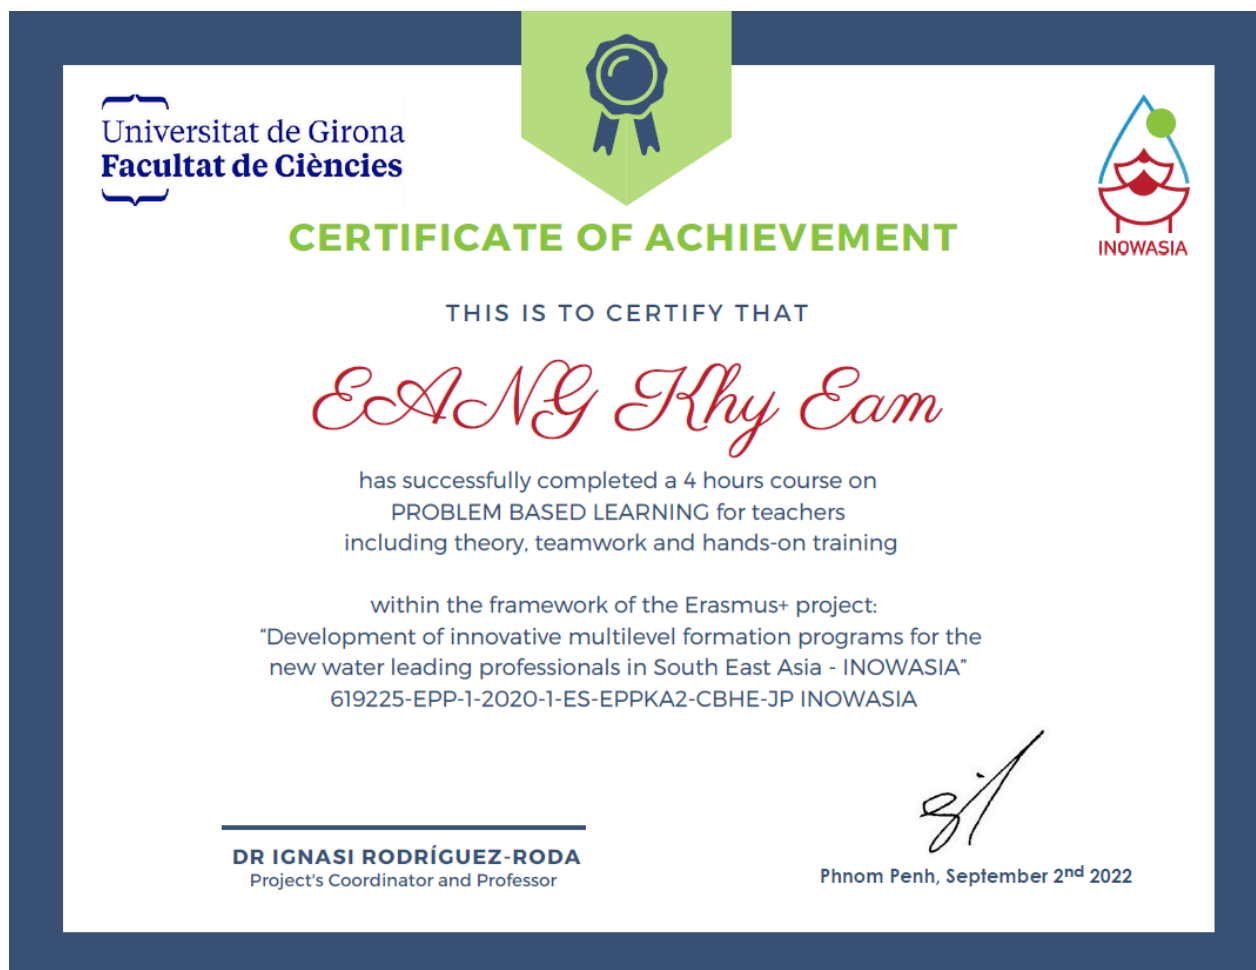 Universitat de Girona
Facultat de Ciències
INOWASIA
CERTIFICATE OF ACHIEVEMENT
THIS IS TO CERTIFY THAT
EANG Khy Eam
has successfully completed a 4 hours course on
PROBLEM BASED LEARNING for teachers
including theory, teamwork and hands-on training
within the framework of the Erasmus+ project:
“Development of innovative multilevel formation programs for the
new water leading professionals in South East Asia - INOWASIA”
619225-EPP-1-2020-1-ES-EPPKA2-CBHE-JP INOWASIA
DR IGNASI RODRÍGUEZ-RODA
Project's Coordinator and Professor
Phnom Penh, September 2nd 2022